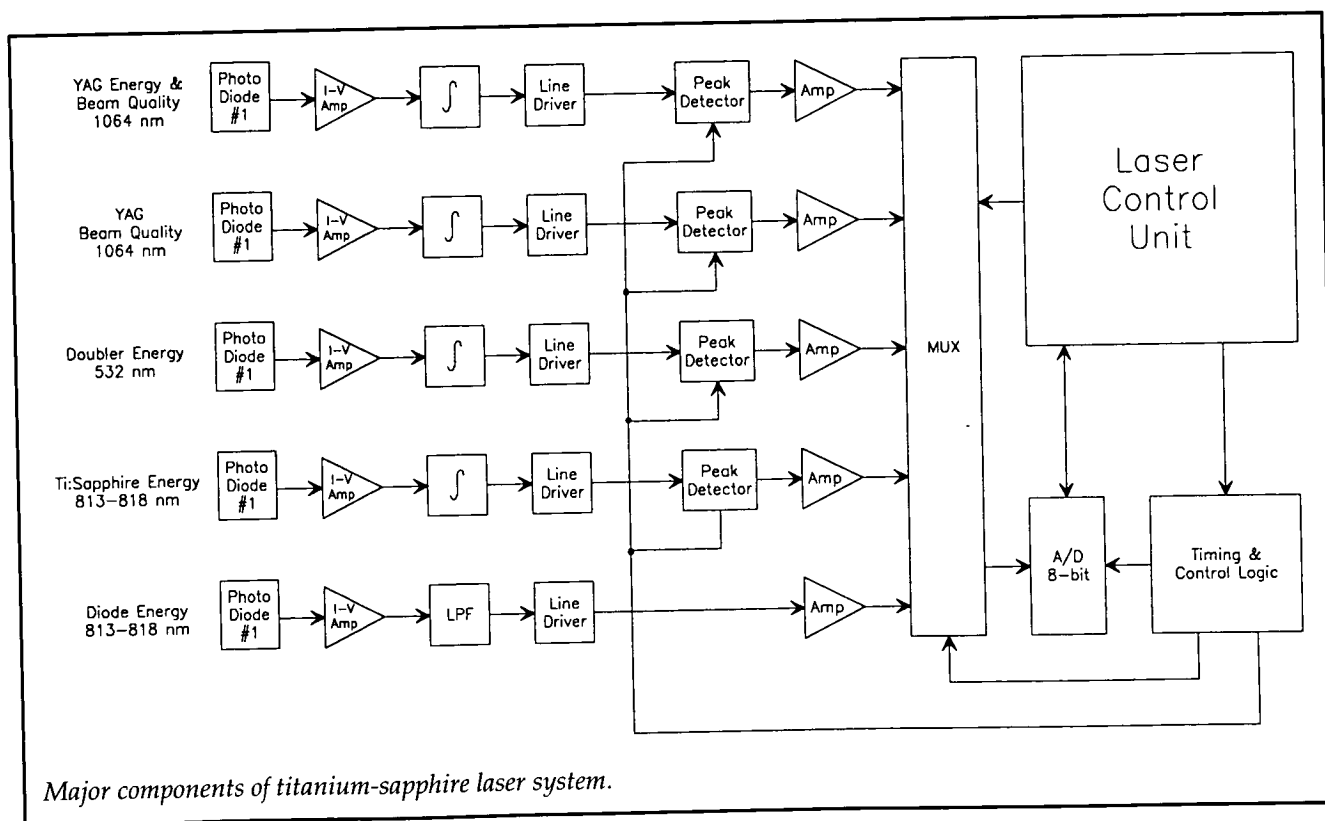 YAG Energy &
Beam Quality
1064 nm
Photo
Diode
#1
I-V
Amp
∫
Line
Driver
Peak
Detector
Amp
YAG
Beam Quality
1064 nm
Photo
Diode
#1
I-V
Amp
∫
Line
Driver
Peak
Detector
Amp
Doubler Energy
532 nm
Photo
Diode
#1
I-V
Amp
∫
Line
Driver
Peak
Detector
Amp
Ti:Sapphire Energy
813-818 nm
Photo
Diode
#1
I-V
Amp
∫
Line
Driver
Peak
Detector
Amp
Diode Energy
813-818 nm
Photo
Diode
#1
I-V
Amp
LPF
Line
Driver
Amp
MUX
Laser
Control
Unit
A/D
8-bit
Timing &
Control Logic
Major components of titanium-sapphire laser system.